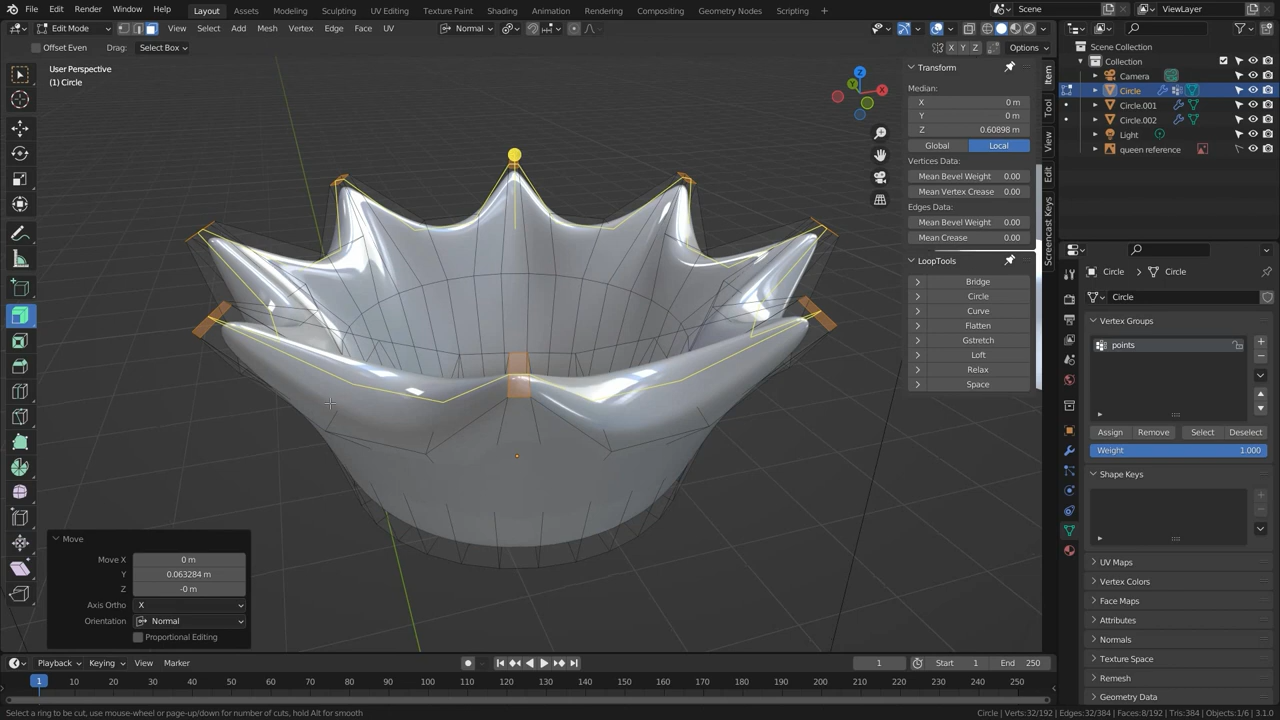 File Edit Render Window Help Layout Assets Modeling Sculpting UV Editing Texture Paint Shading Animation Rendering Compositing Geometry Nodes Scripting + Scene ViewLayer
Edit Mode View Select Add Mesh Vertex Edge Face UV Normal
Offset Even Drag: Select Box X Y Z Options
User Perspective
(1) Circle
Z
Y
X
Transform
Median:
X 0 m
Y 0 m
Z 0.60898 m
Global Local
Vertices Data:
Mean Bevel Weight 0.00
Mean Vertex Crease 0.00
Edges Data:
Mean Bevel Weight 0.00
Mean Crease 0.00
LoopTools
Bridge
Circle
Curve
Flatten
Gstretch
Loft
Relax
Space
Item
Tool
View
Edit
Screencast Keys
Scene Collection
Collection
Camera
Circle
Circle.001
Circle.002
Light
queen reference
Circle Circle
Circle
Vertex Groups
points
Assign Remove Select Deselect
Weight 1.000
Shape Keys
UV Maps
Vertex Colors
Face Maps
Attributes
Normals
Texture Space
Remesh
Geometry Data
Move
Move X 0 m
Y 0.063284 m
Z -0 m
Axis Ortho X
Orientation Normal
Proportional Editing
Playback Keying View Marker 1 Start 1 End 250
1 10 20 30 40 50 60 70 80 90 100 110 120 130 140 150 160 170 180 190 200 210 220 230 240 250
Select a ring to be cut, use mouse-wheel or page-up/down for number of cuts, hold Alt for smooth Circle | Verts:32/192 | Edges:32/384 | Faces:8/192 | Tris:384 | Objects:1/6 | 3.1.0